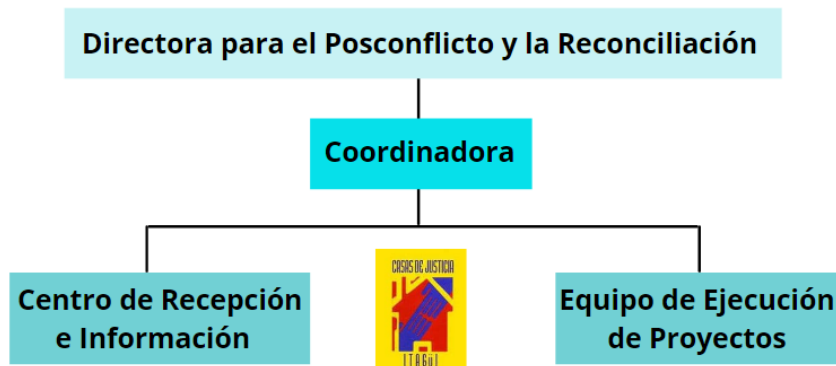 Directora para el Posconflicto y la Reconciliación
Coordinadora
Centro de Recepción
e Información
CASAS DE JUSTICIA
ITAGÜI
Equipo de Ejecución
de Proyectos